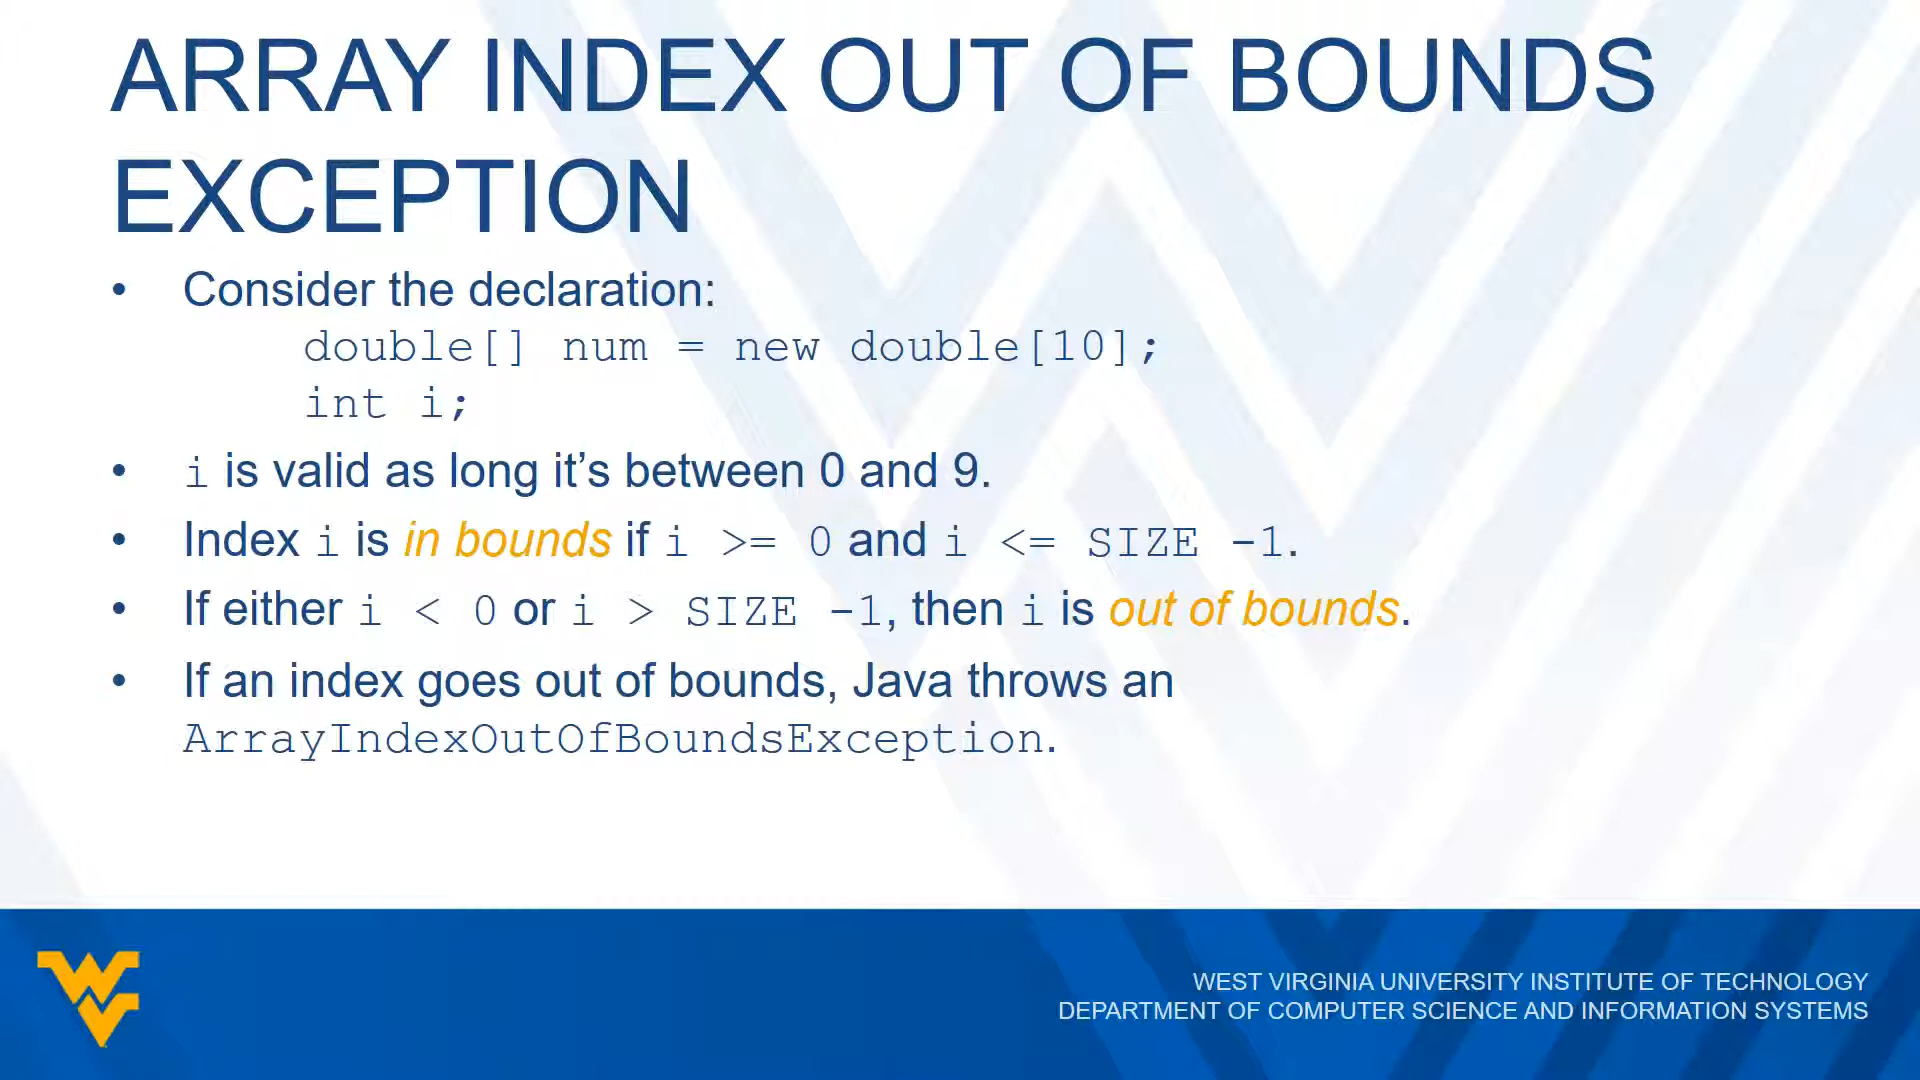 ARRAY INDEX OUT OF BOUNDS
EXCEPTION
• Consider the declaration:
double[] num = new double[10];
int i;
• i is valid as long it’s between 0 and 9.
• Index i is in bounds if i >= 0 and i <= SIZE -1.
• If either i < 0 or i > SIZE -1, then i is out of bounds.
• If an index goes out of bounds, Java throws an
ArrayIndexOutOfBoundsException.
WEST VIRGINIA UNIVERSITY INSTITUTE OF TECHNOLOGY
DEPARTMENT OF COMPUTER SCIENCE AND INFORMATION SYSTEMS